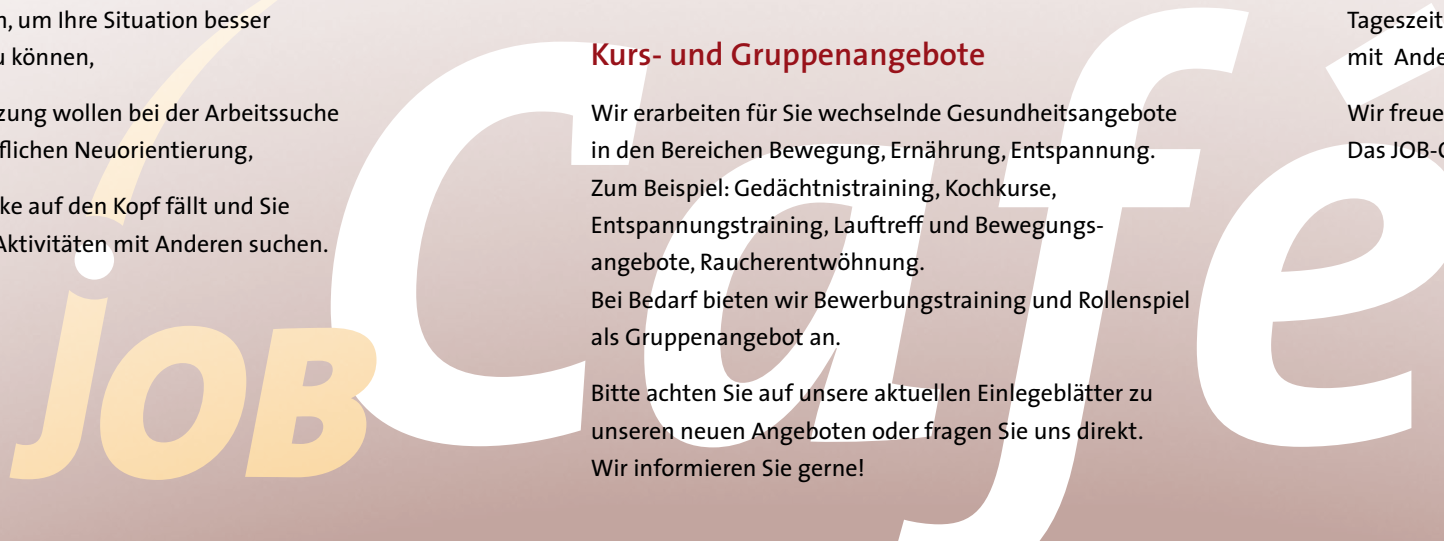 n, um Ihre Situation besser
u können,
zung wollen bei der Arbeitssuche
flichen Neuorientierung,
ke auf den Kopf fällt und Sie
Aktivitäten mit Anderen suchen.
JOB Café
Kurs- und Gruppenangebote
Wir erarbeiten für Sie wechselnde Gesundheitsangebote
in den Bereichen Bewegung, Ernährung, Entspannung.
Zum Beispiel: Gedächtnistraining, Kochkurse,
Entspannungstraining, Lauftreff und Bewegungs-
angebote, Raucherentwöhnung.
Bei Bedarf bieten wir Bewerbungstraining und Rollenspiel
als Gruppenangebot an.
Bitte achten Sie auf unsere aktuellen Einlegeblätter zu
unseren neuen Angeboten oder fragen Sie uns direkt.
Wir informieren Sie gerne!
Tageszeit
mit Ande
Wir freue
Das JOB-